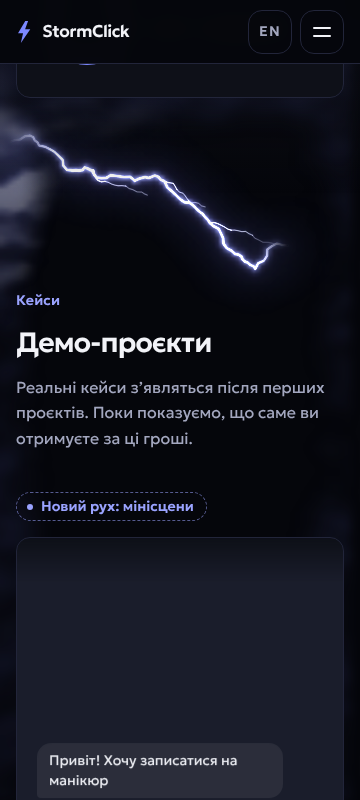 StormClick
EN
Кейси
Демо-проєкти
Реальні кейси з’являться після перших
проєктів. Поки показуємо, що саме ви
отримуєте за ці гроші.
Новий рух: мінісцени
Привіт! Хочу записатися на
манікюр